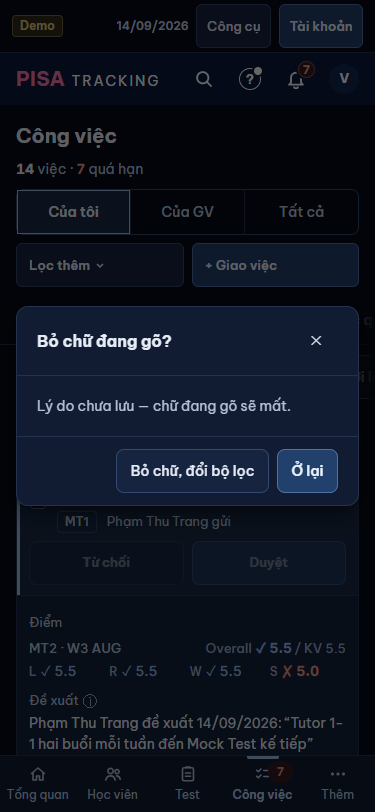 Demo
14/09/2026
Công cụ
Tài khoản
PISA TRACKING
?
7
V
Công việc
14 việc · 7 quá hạn
Của tôi
Của GV
Tất cả
Lọc thêm
+ Giao việc
Bỏ chữ đang gõ?
Lý do chưa lưu — chữ đang gõ sẽ mất.
Bỏ chữ, đổi bộ lọc
Ở lại
MT1 Phạm Thu Trang gửi
Từ chối
Duyệt
Điểm
MT2 · W3 AUG
Overall ✓ 5.5 / KV 5.5
L ✓ 5.5
R ✓ 5.5
W ✓ 5.5
S ✗ 5.0
Đề xuất
Phạm Thu Trang đề xuất 14/09/2026: “Tutor 1-
1 hai buổi mỗi tuần đến Mock Test kế tiếp”
7
Tổng quan
Học viên
Test
Công việc
Thêm